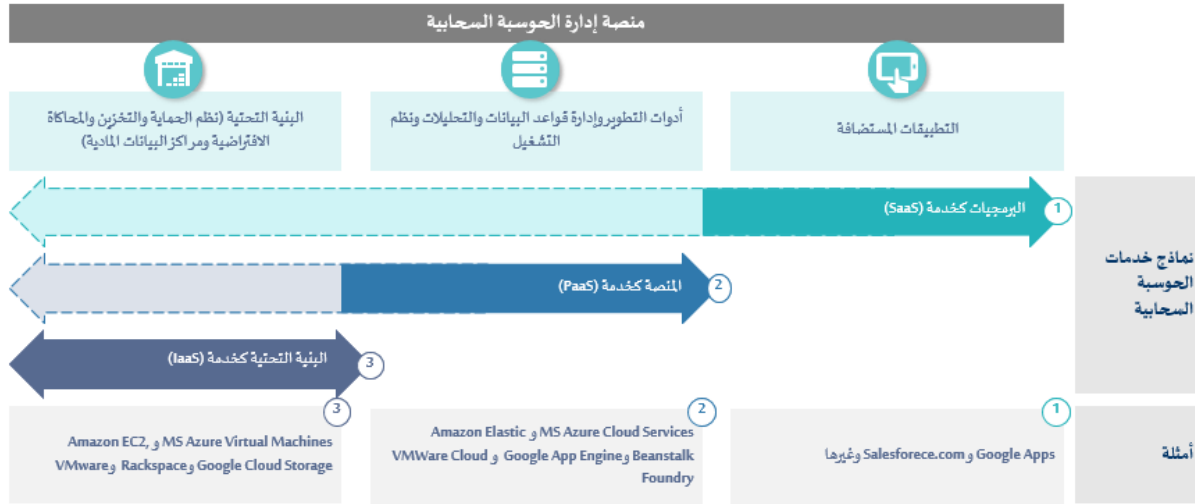 منصة إدارة الحوسبة السحابية
التطبيقات المستضافة
أدوات التطوير وإدارة قواعد البيانات والتحليلات ونظم
التشغيل
البنية التحتية (نظم الحماية والتخزين والمحاكاة
الافتراضية ومراكز البيانات المادية)
نماذج خدمات
الحوسبة
السحابية
1
البرمجيات كخدمة (SaaS)
2
المنصة كخدمة (PaaS)
3
البنية التحتية كخدمة (IaaS)
أمثلة
1
Google Apps و Salesforece.com وغيرها
2
MS Azure Cloud Services و Amazon Elastic
Beanstalk و Google App Engine و VMWare Cloud
Foundry
3
MS Azure Virtual Machines و Amazon EC2,
Google Cloud Storage و Rackspace و VMware